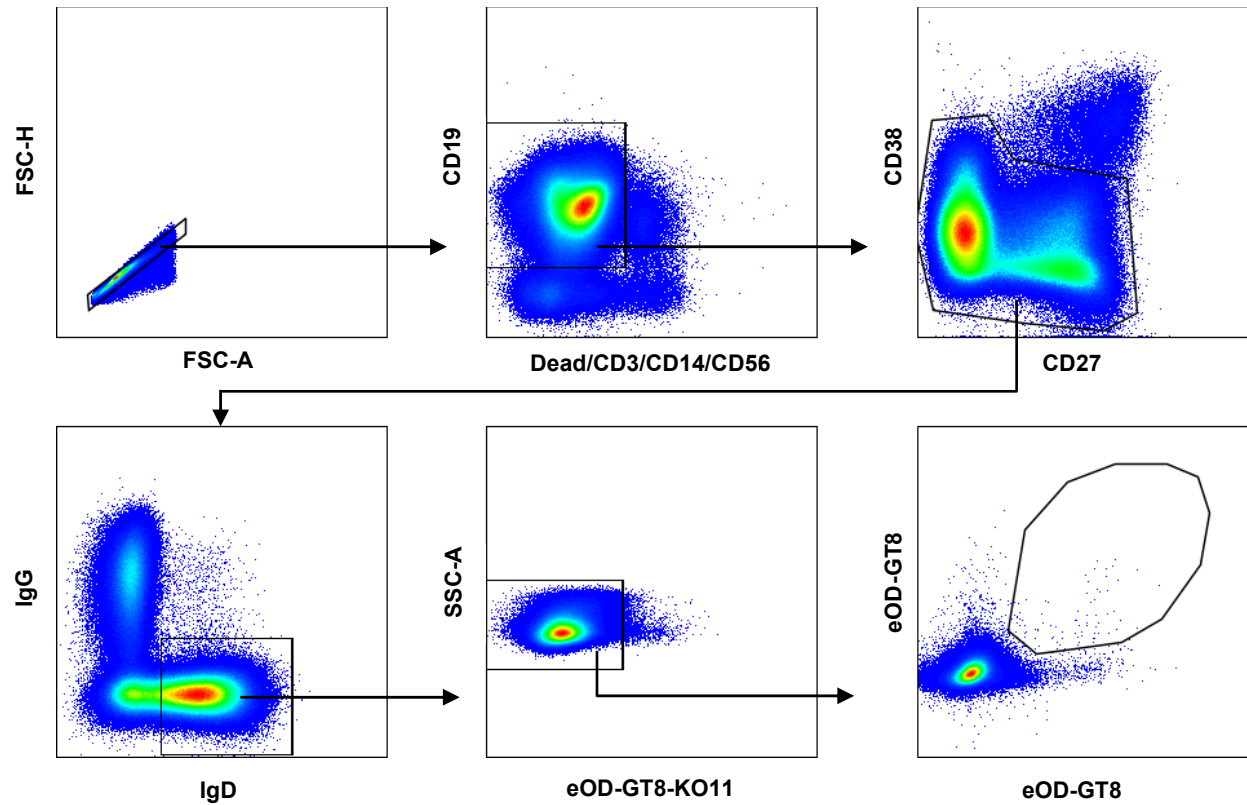 FSC-H
FSC-A
CD19
Dead/CD3/CD14/CD56
CD38
CD27
IgG
IgD
SSC-A
eOD-GT8-KO11
eOD-GT8
eOD-GT8